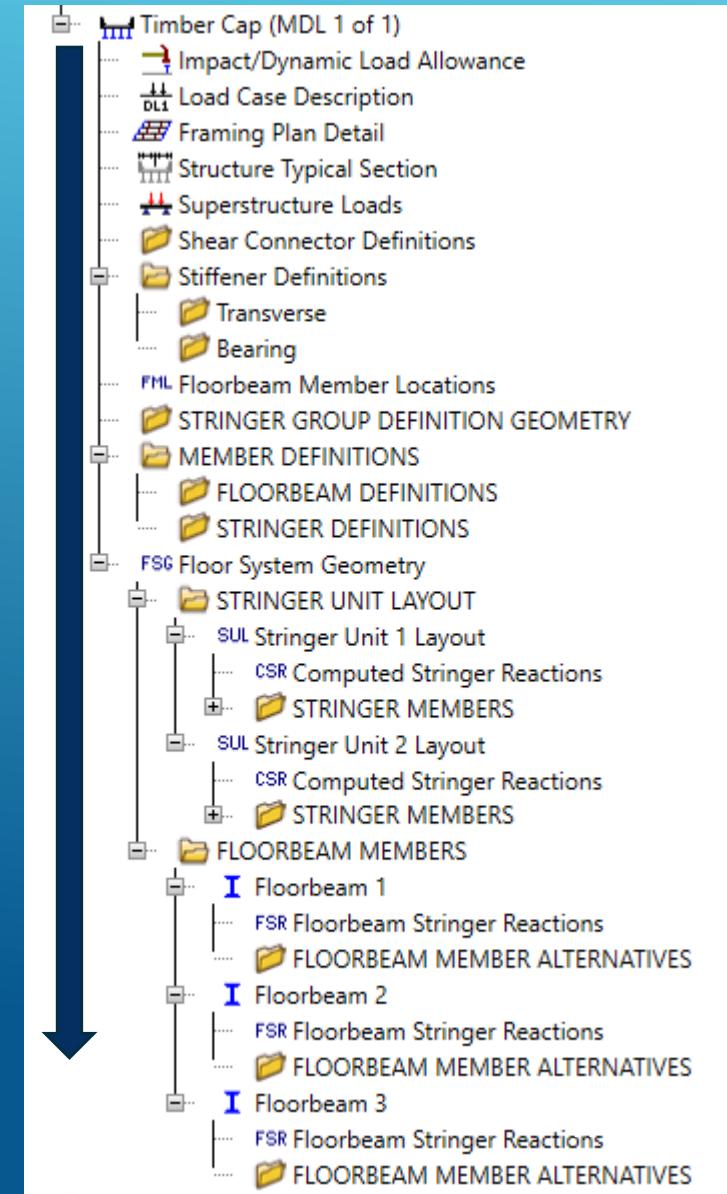 Timber Cap (MDL 1 of 1)
Impact/Dynamic Load Allowance
DL1 Load Case Description
Framing Plan Detail
Structure Typical Section
Superstructure Loads
Shear Connector Definitions
Stiffener Definitions
Transverse
Bearing
FML Floorbeam Member Locations
STRINGER GROUP DEFINITION GEOMETRY
MEMBER DEFINITIONS
FLOORBEAM DEFINITIONS
STRINGER DEFINITIONS
FSG Floor System Geometry
STRINGER UNIT LAYOUT
SUL Stringer Unit 1 Layout
CSR Computed Stringer Reactions
STRINGER MEMBERS
SUL Stringer Unit 2 Layout
CSR Computed Stringer Reactions
STRINGER MEMBERS
FLOORBEAM MEMBERS
Floorbeam 1
FSR Floorbeam Stringer Reactions
FLOORBEAM MEMBER ALTERNATIVES
Floorbeam 2
FSR Floorbeam Stringer Reactions
FLOORBEAM MEMBER ALTERNATIVES
Floorbeam 3
FSR Floorbeam Stringer Reactions
FLOORBEAM MEMBER ALTERNATIVES